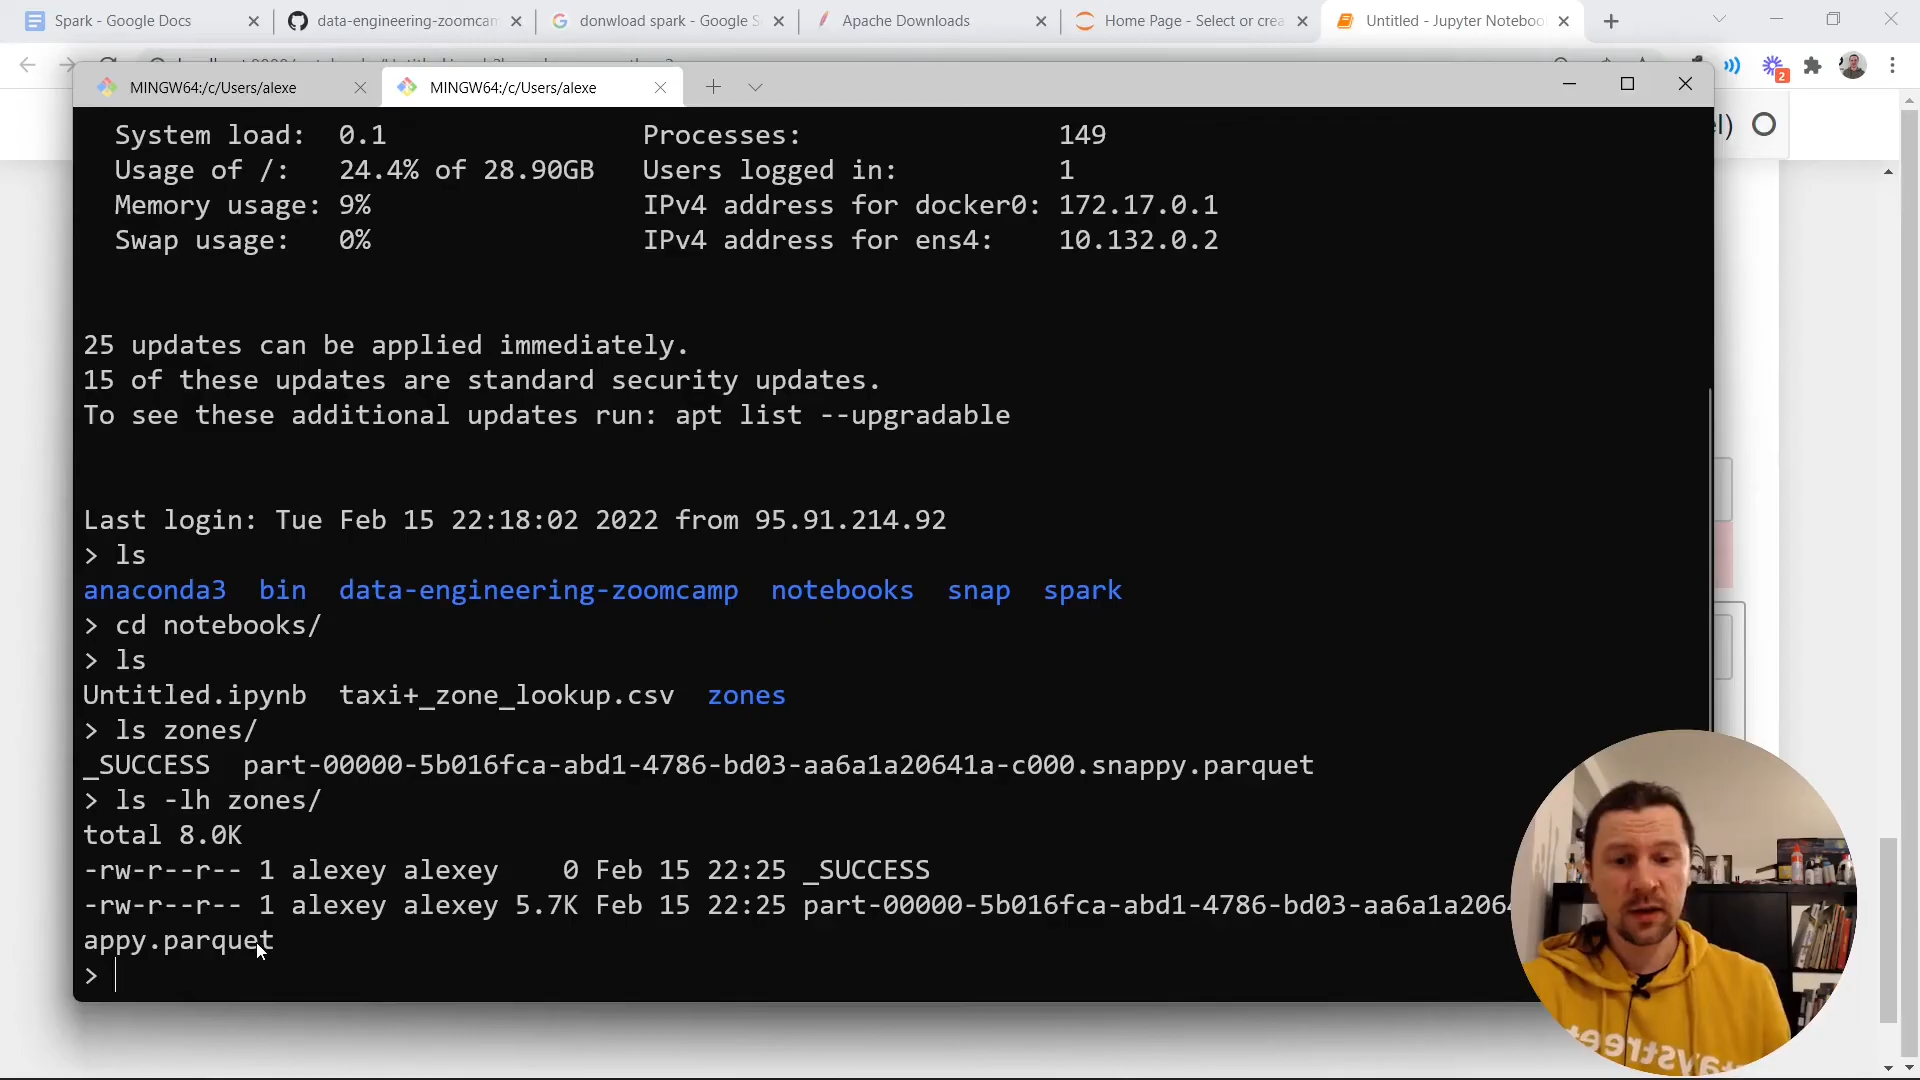 Spark - Google Docs
data-engineering-zoomcam
donwload spark - Google S
Apache Downloads
Home Page - Select or crea
Untitled - Jupyter Noteboo
MINGW64:/c/Users/alexe
MINGW64:/c/Users/alexe
2
System load: 0.1 Processes: 149
Usage of /: 24.4% of 28.90GB Users logged in: 1
Memory usage: 9% IPv4 address for docker0: 172.17.0.1
Swap usage: 0% IPv4 address for ens4: 10.132.0.2
25 updates can be applied immediately.
15 of these updates are standard security updates.
To see these additional updates run: apt list --upgradable
Last login: Tue Feb 15 22:18:02 2022 from 95.91.214.92
> ls
anaconda3 bin data-engineering-zoomcamp notebooks snap spark
> cd notebooks/
> ls
Untitled.ipynb taxi+_zone_lookup.csv zones
> ls zones/
_SUCCESS part-00000-5b016fca-abd1-4786-bd03-aa6a1a20641a-c000.snappy.parquet
> ls -lh zones/
total 8.0K
-rw-r--r-- 1 alexey alexey 0 Feb 15 22:25 _SUCCESS
-rw-r--r-- 1 alexey alexey 5.7K Feb 15 22:25 part-00000-5b016fca-abd1-4786-bd03-aa6a1a2064
appy.parquet
>